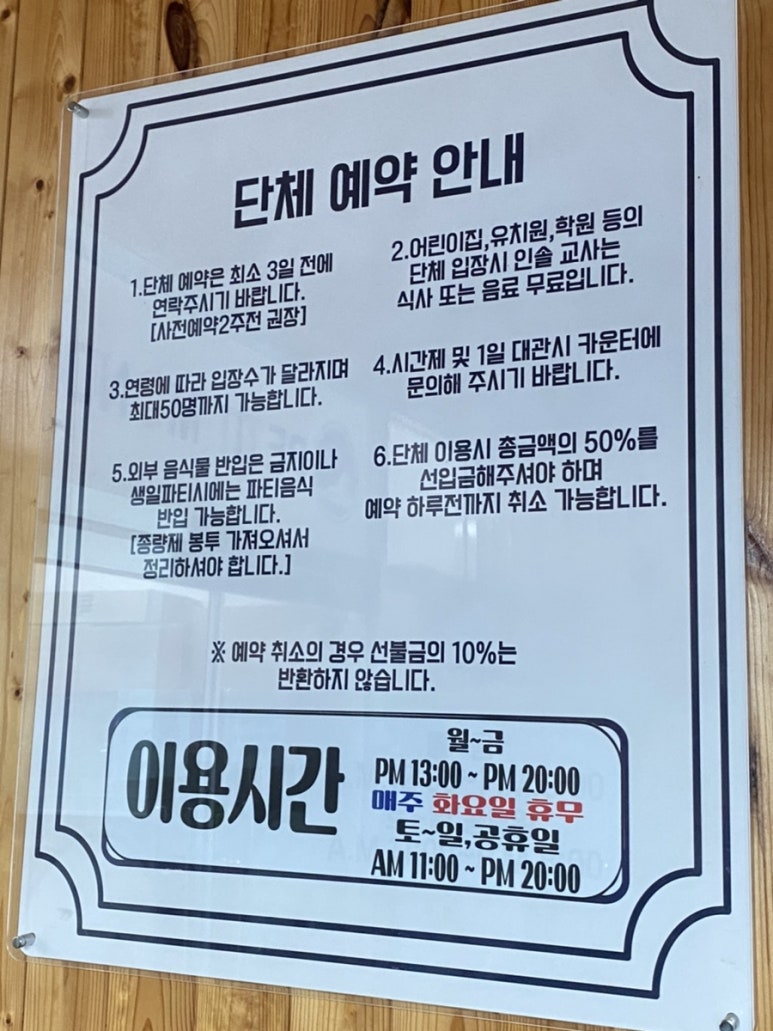 단체 예약 안내
1.단체 예약은 최소 3일 전에
연락주시기 바랍니다.
[사전예약2주전 권장]
2.어린이집,유치원,학원 등의
단체 입장시 인솔 교사는
식사 또는 음료 무료입니다.
3.연령에 따라 입장수가 달라지며
최대50명까지 가능합니다.
4.시간제 및 1일 대관시 카운터에
문의해 주시기 바랍니다.
5.외부 음식물 반입은 금지이나
생일파티시에는 파티음식
반입 가능합니다.
[종량제 봉투 가져오셔서
정리하셔야 합니다.]
6.단체 이용시 총금액의 50%를
선입금해주셔야 하며
예약 하루전까지 취소 가능합니다.
※ 예약 취소의 경우 선불금의 10%는
반환하지 않습니다.
이용시간
월~금
PM 13:00 ~ PM 20:00
매주 화요일 휴무
토~일,공휴일
AM 11:00 ~ PM 20:00